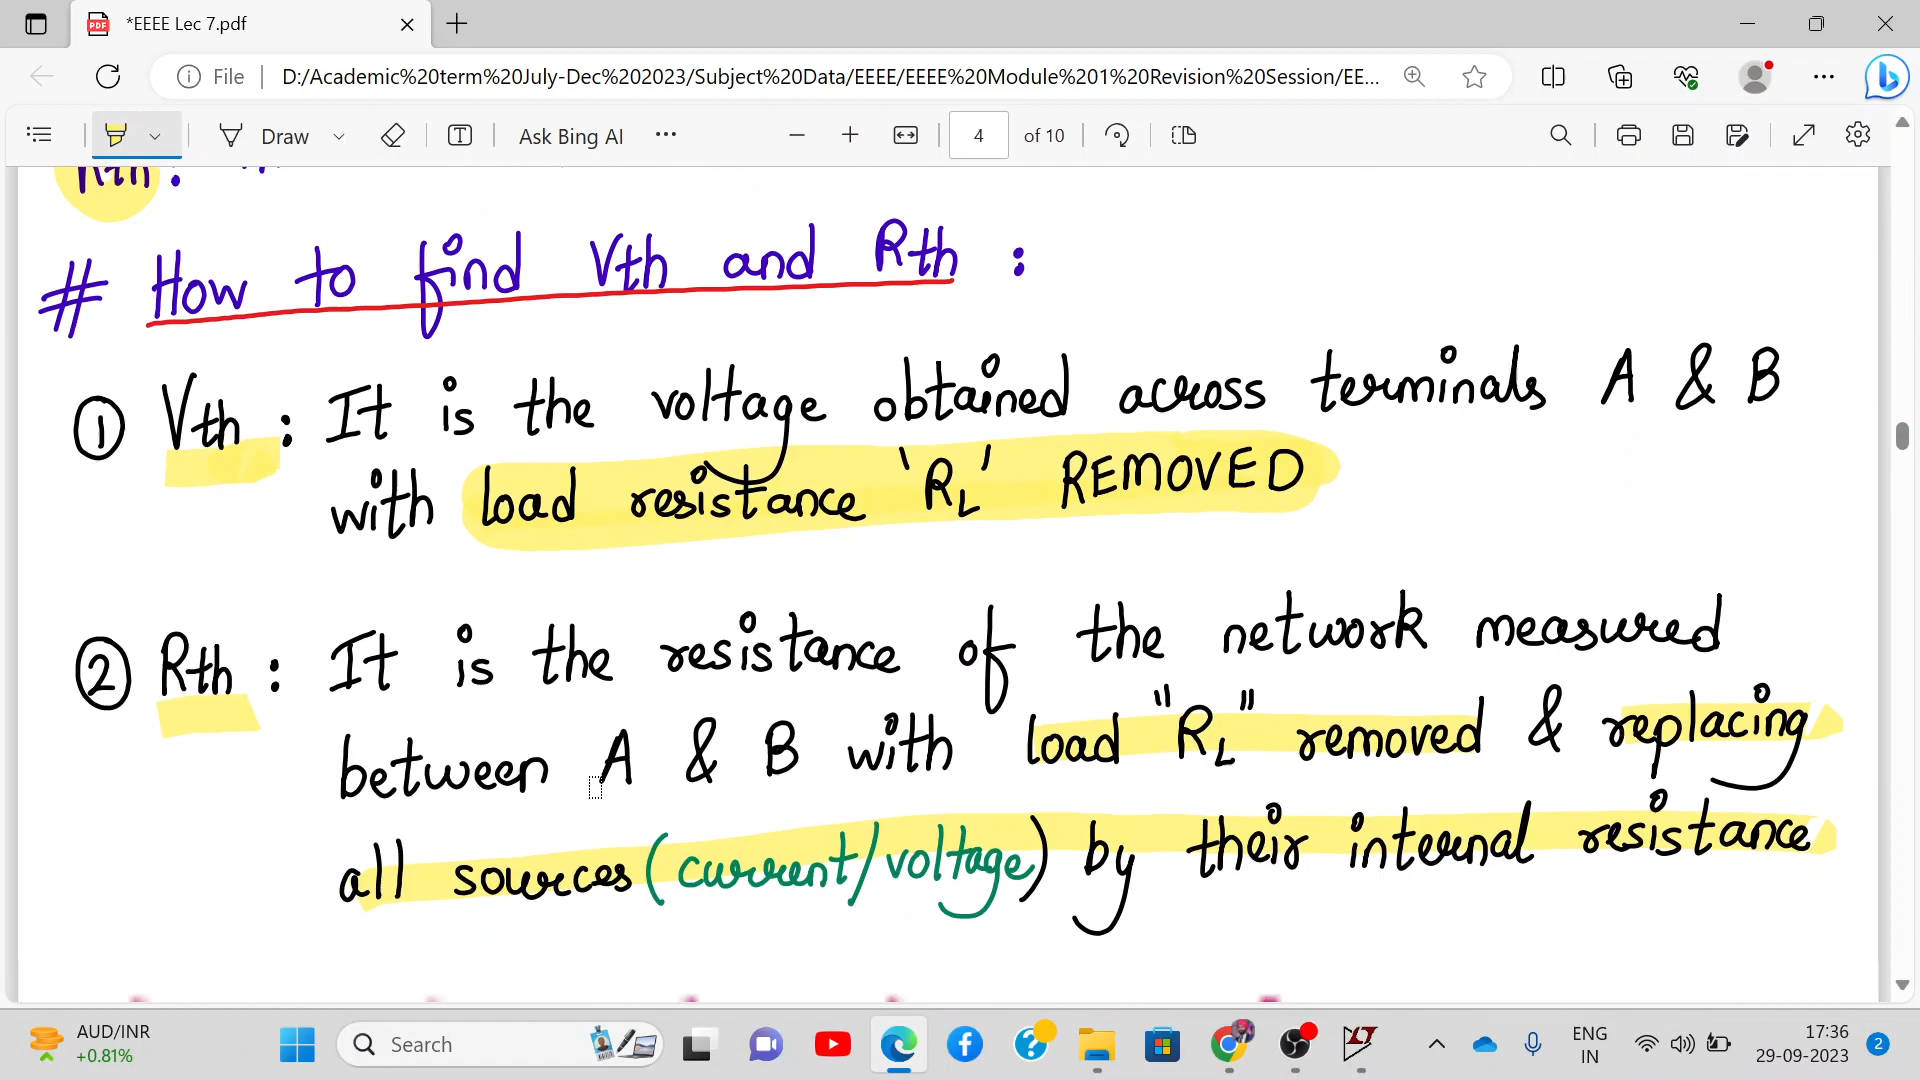 *EEEE Lec 7.pdf
File
D:/Academic%20term%20July-Dec%202023/Subject%20Data/EEEE/EEEE%20Module%201%20Revision%20Session/EE...
Draw
Ask Bing AI
4 of 10
Rth :
# How to find Vth and Rth :
① Vth : It is the voltage obtained across terminals A & B
with load resistance 'RL' REMOVED
② Rth : It is the resistance of the network measured
between A & B with load "RL" removed & replacing
all sources (current/voltage) by their internal resistance
AUD/INR
+0.81%
Search
ENG
IN
17:36
29-09-2023
2